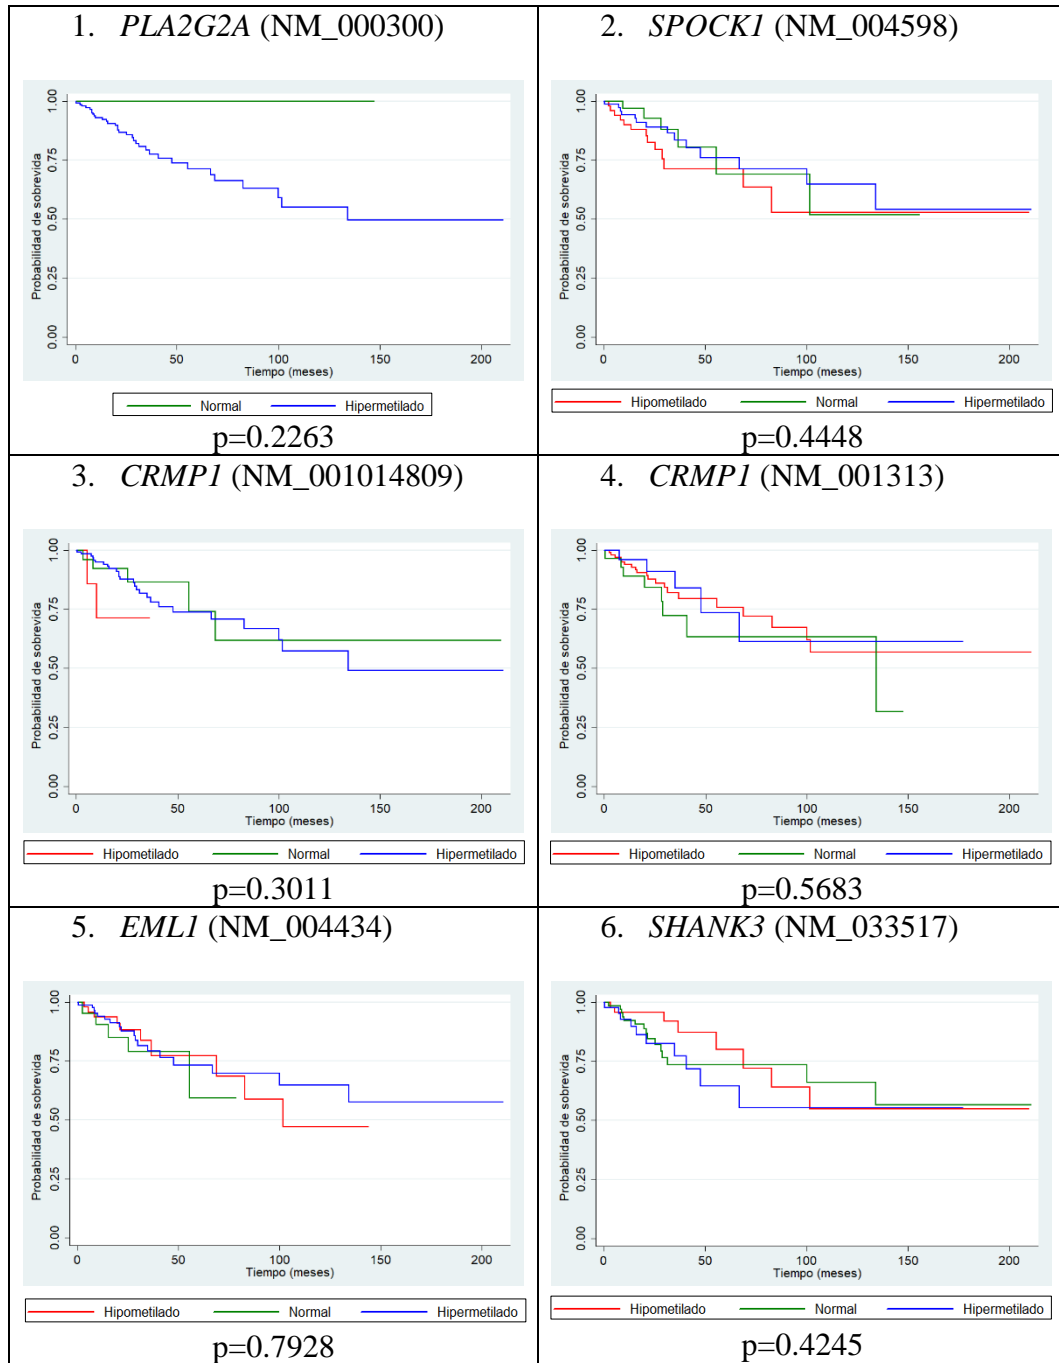 1. PLA2G2A (NM_000300)
Probabilidad de sobrevida
1.00
0.75
0.50
0.25
0.00
0 50 100 150 200
Tiempo (meses)
Normal Hipermetilado
p=0.2263
2. SPOCK1 (NM_004598)
Probabilidad de sobrevida
1.00
0.75
0.50
0.25
0.00
0 50 100 150 200
Tiempo (meses)
Hipometilado Normal Hipermetilado
p=0.4448
3. CRMP1 (NM_001014809)
Probabilidad de sobrevida
1.00
0.75
0.50
0.25
0.00
0 50 100 150 200
Tiempo (meses)
Hipometilado Normal Hipermetilado
p=0.3011
4. CRMP1 (NM_001313)
Probabilidad de sobrevida
1.00
0.75
0.50
0.25
0.00
0 50 100 150 200
Tiempo (meses)
Hipometilado Normal Hipermetilado
p=0.5683
5. EML1 (NM_004434)
Probabilidad de sobrevida
1.00
0.75
0.50
0.25
0.00
0 50 100 150 200
Tiempo (meses)
Hipometilado Normal Hipermetilado
p=0.7928
6. SHANK3 (NM_033517)
Probabilidad de sobrevida
1.00
0.75
0.50
0.25
0.00
0 50 100 150 200
Tiempo (meses)
Hipometilado Normal Hipermetilado
p=0.4245